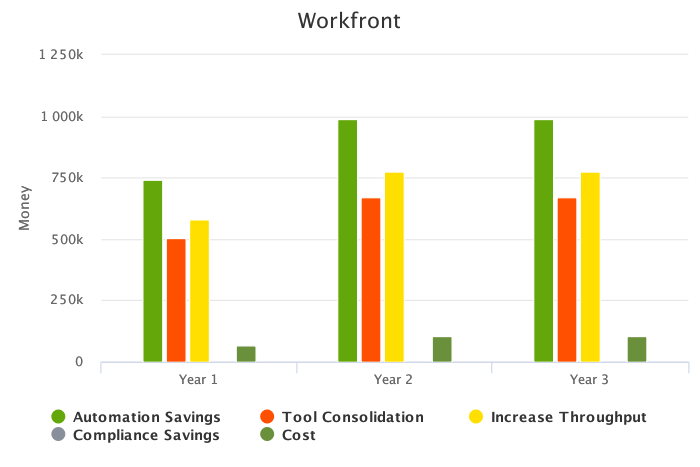 Workfront
1 250k
1 000k
750k
500k
250k
0
Money
Year 1 Year 2 Year 3
Automation Savings Tool Consolidation Increase Throughput
Compliance Savings Cost